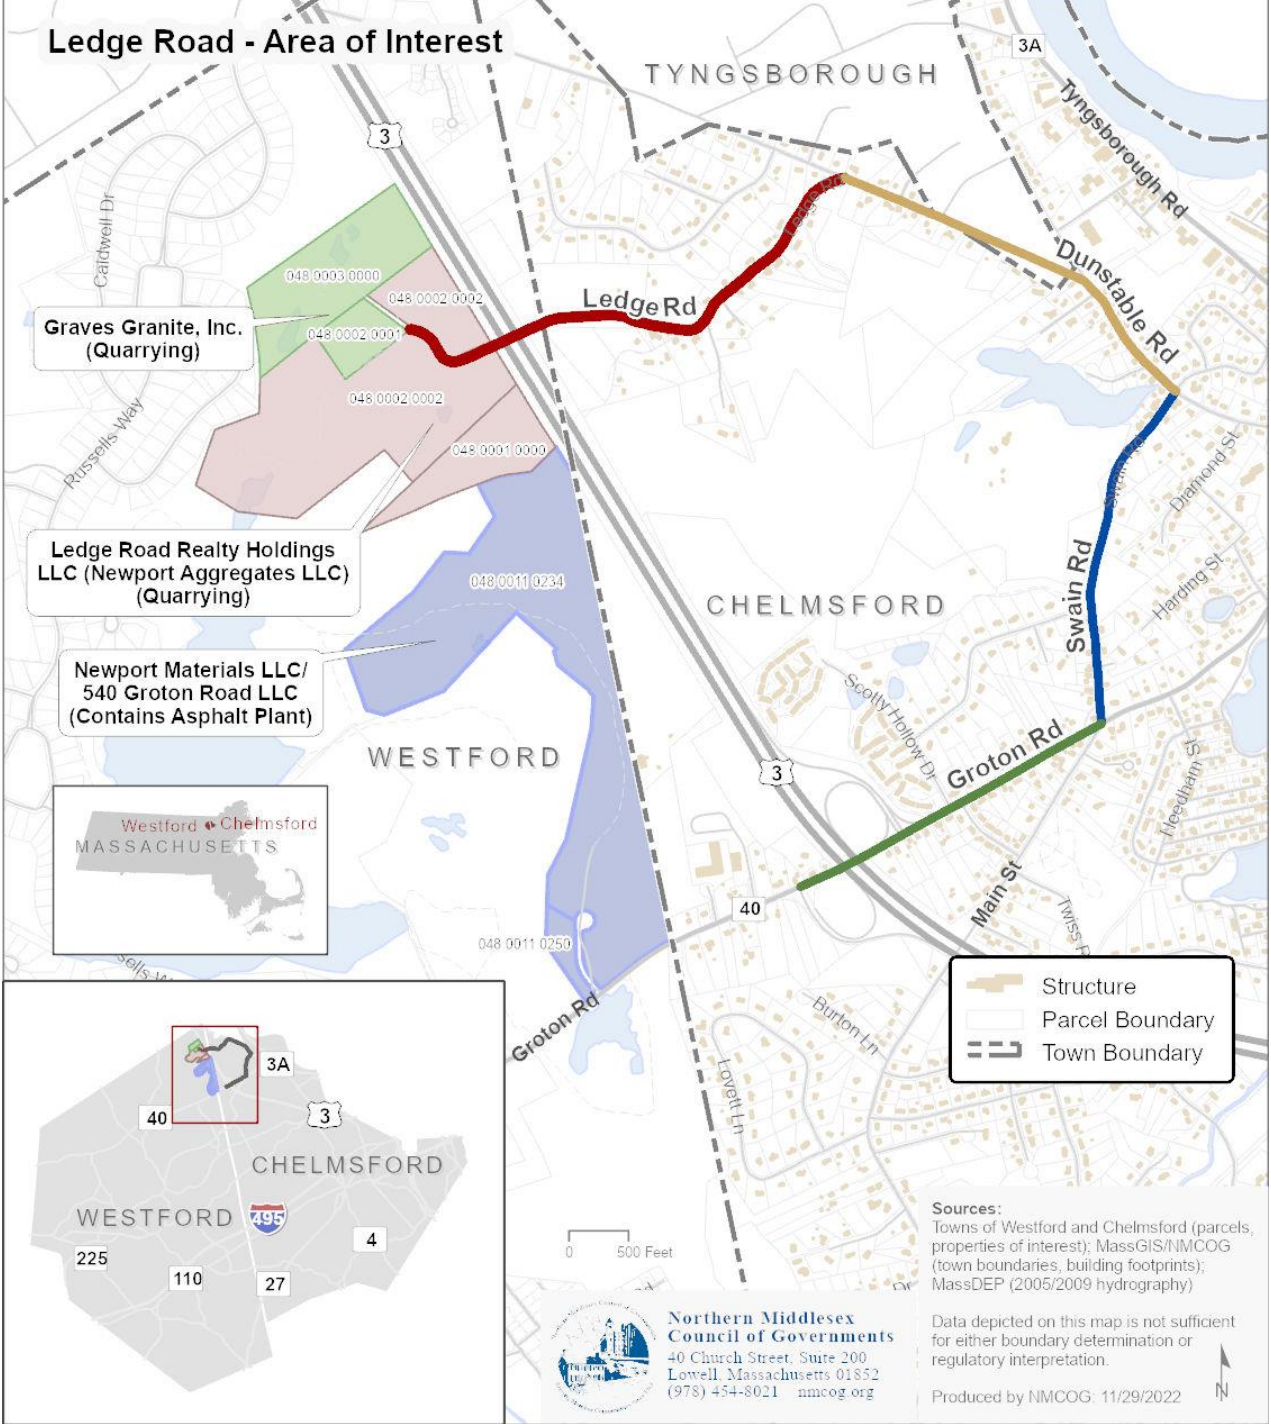 Ledge Road - Area of Interest
TYNGSBOROUGH
3A
3
Tyngsborough Rd
Caldwell Dr
Ledge Rd
048 0003 0000
048 0002 0002
Ledge Rd
Dunstable Rd
Graves Granite, Inc.
(Quarrying)
048 0002 0001
048 0002 0002
Russells Way
048 0001 0000
Swain Rd
Diamond St
Ledge Road Realty Holdings
LLC (Newport Aggregates LLC)
(Quarrying)
048 0011 0234
CHELMSFORD
Swain Rd
Harding St
Newport Materials LLC/
540 Groton Road LLC
(Contains Asphalt Plant)
Scotty Hollow Dr
WESTFORD
3
Groton Rd
Needham St
Westford
Chelmsford
MASSACHUSETTS
40
Main St
Twiss R
048 0011 0250
Groton Rd
Burton Ln
Lovett Ln
Structure
Parcel Boundary
Town Boundary
3A
40
3
CHELMSFORD
WESTFORD
495
225
4
110
27
0 500 Feet
Northern Middlesex
Council of Governments
40 Church Street, Suite 200
Lowell, Massachusetts 01852
(978) 454-8021 nmcog.org
Sources:
Towns of Westford and Chelmsford (parcels,
properties of interest); MassGIS/NMCOG
(town boundaries, building footprints);
MassDEP (2005/2009 hydrography)
Data depicted on this map is not sufficient
for either boundary determination or
regulatory interpretation.
Produced by NMCOG: 11/29/2022
N